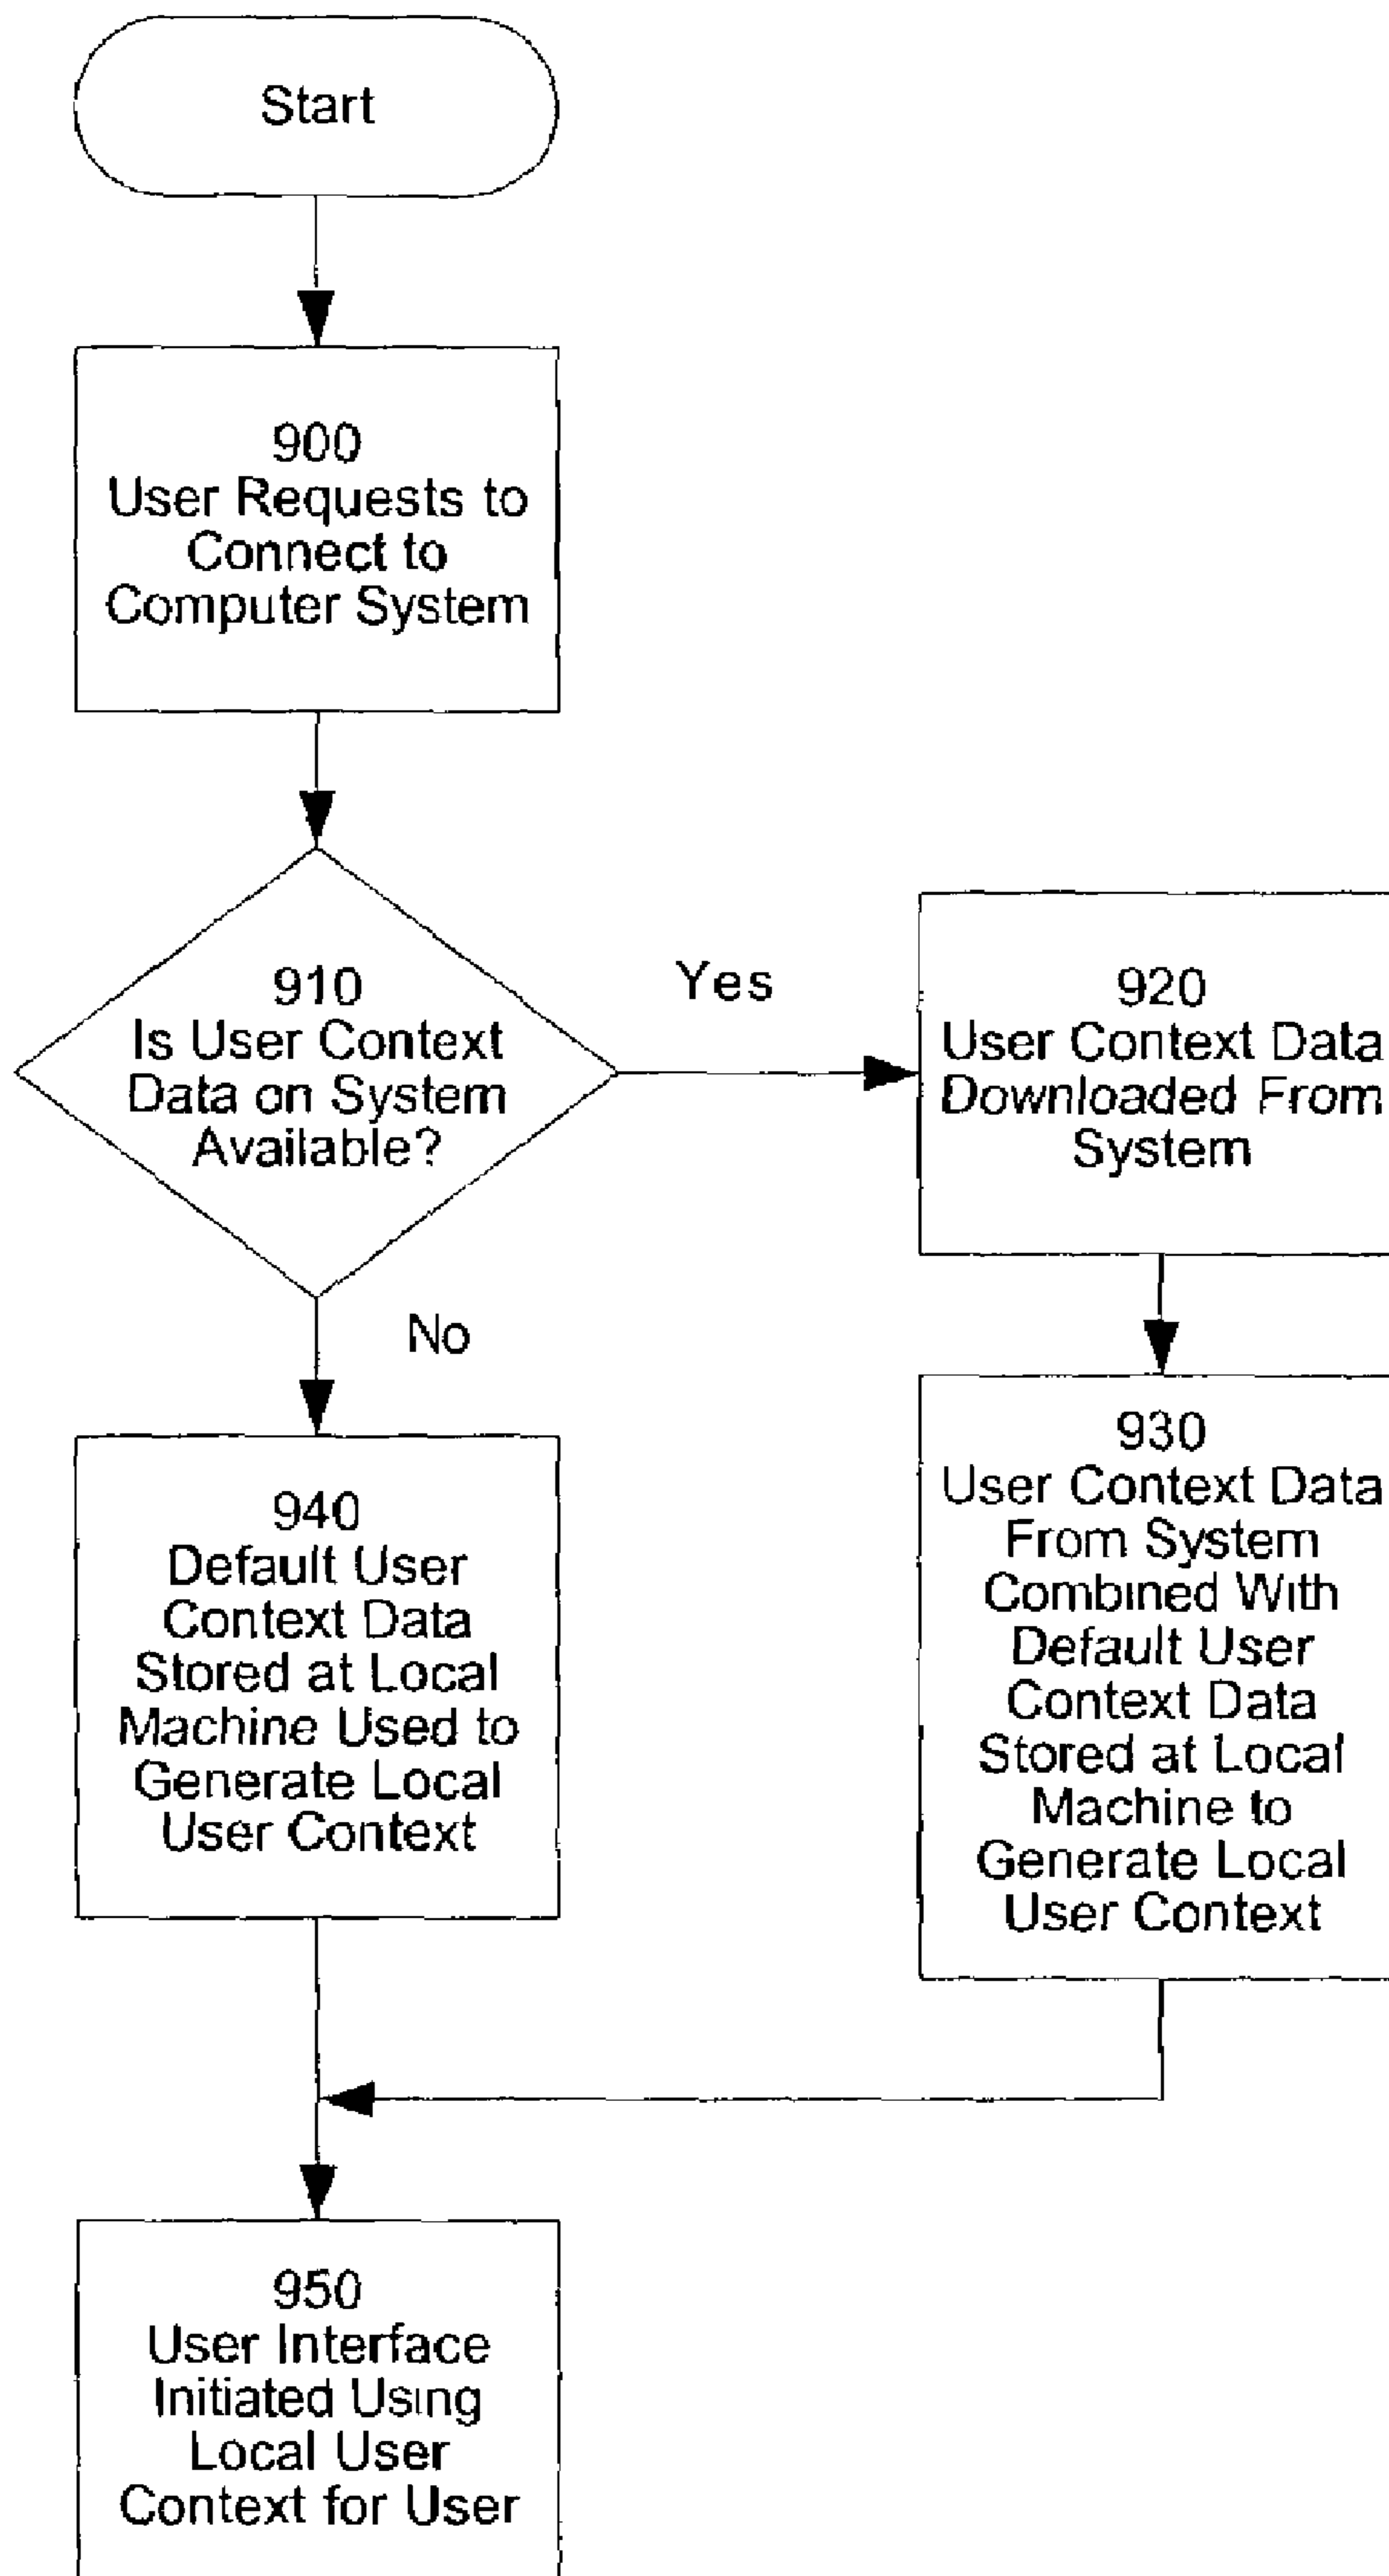 Start
900
User Requests to
Connect to
Computer System
910
Is User Context
Data on System
Available?
Yes
No
920
User Context Data
Downloaded From
System
930
User Context Data
From System
Combined With
Default User
Context Data
Stored at Local
Machine to
Generate Local
User Context
940
Default User
Context Data
Stored at Local
Machine Used to
Generate Local
User Context
950
User Interface
Initiated Using
Local User
Context for User